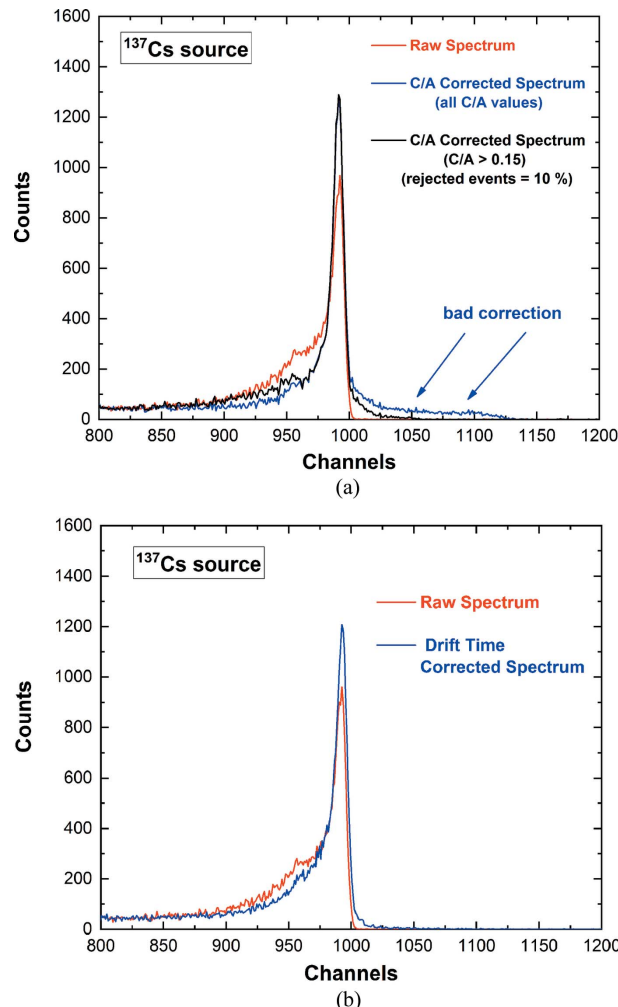 1600
1400
1200
1000
800
600
400
200
0
Counts
137Cs source
Raw Spectrum
C/A Corrected Spectrum
(all C/A values)
C/A Corrected Spectrum
(C/A > 0.15)
(rejected events = 10 %)
bad correction
800 850 900 950 1000 1050 1100 1150 1200
Channels
(a)
1600
1400
1200
1000
800
600
400
200
0
Counts
137Cs source
Raw Spectrum
Drift Time
Corrected Spectrum
800 850 900 950 1000 1050 1100 1150 1200
Channels
(b)